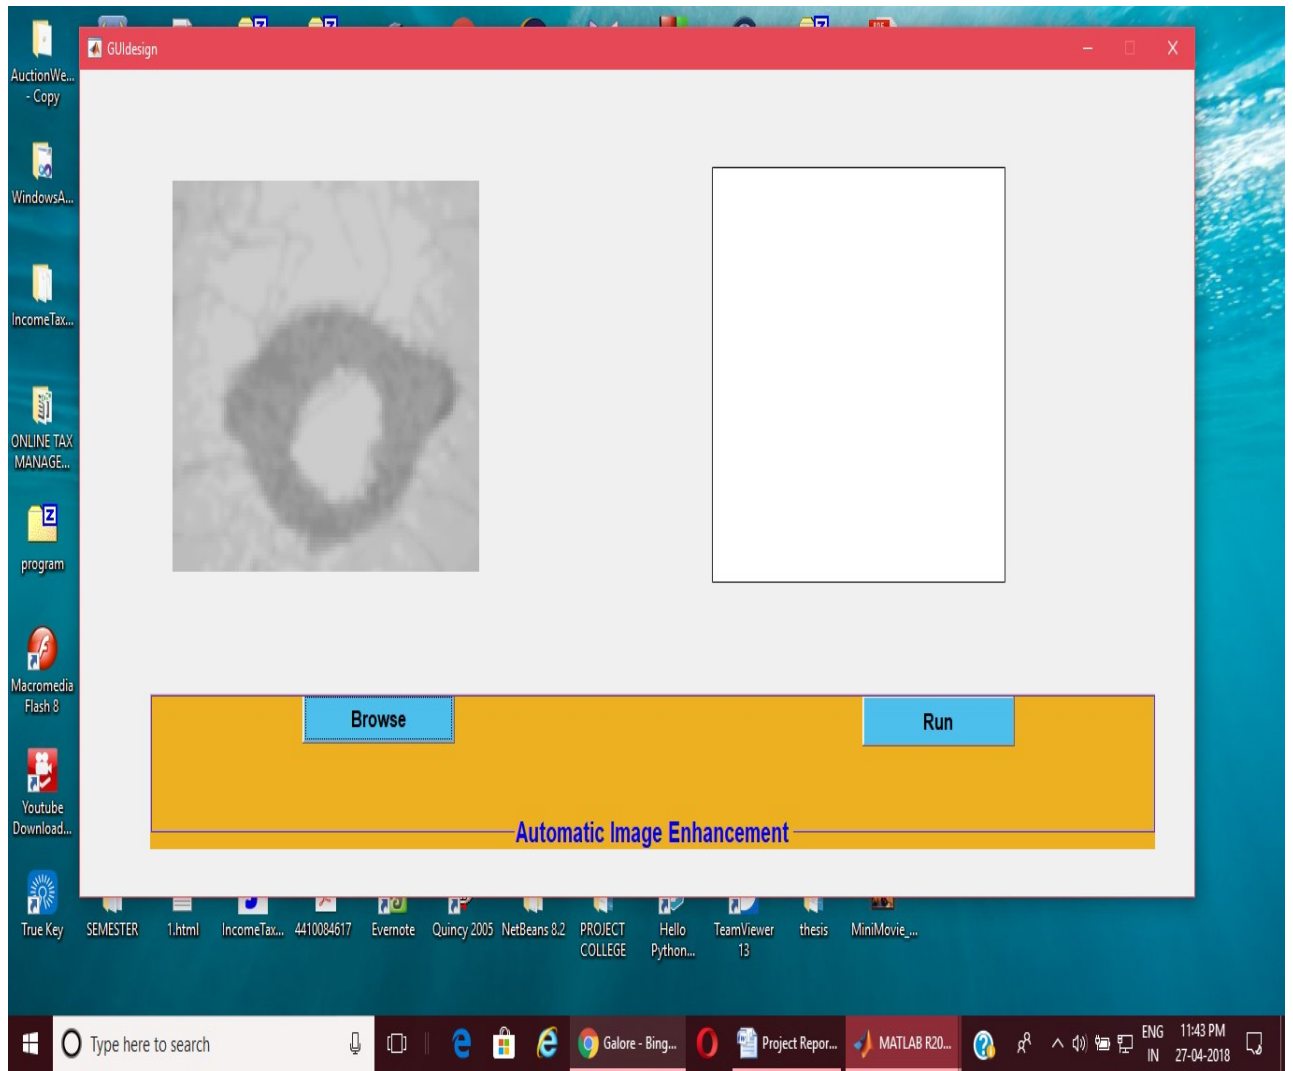 GUIdesign
AuctionWe...
- Copy
WindowsA...
IncomeTax...
ONLINE TAX
MANAGE...
program
Macromedia
Flash 8
Youtube
Download...
True Key
Browse
Run
Automatic Image Enhancement
SEMESTER
1.html
IncomeTax...
4410084617
Evernote
Quincy 2005
NetBeans 8.2
PROJECT
COLLEGE
Hello
Python...
TeamViewer
13
thesis
MiniMovie_...
Type here to search
Galore - Bing...
Project Repor...
MATLAB R20...
ENG
IN
11:43 PM
27-04-2018